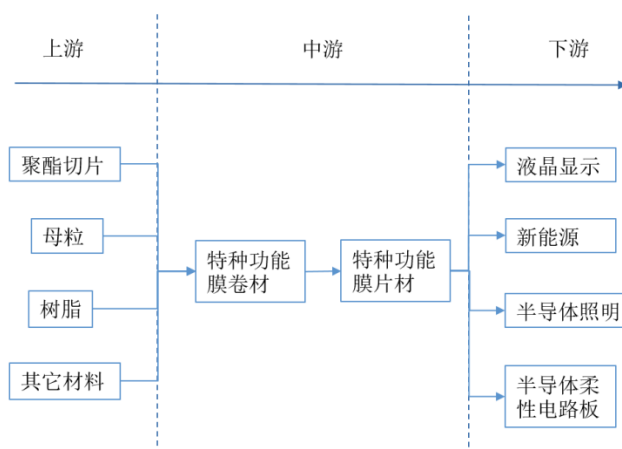 上游
中游
下游
聚酯切片
母粒
树脂
其它材料
特种功能
膜卷材
特种功能
膜片材
液晶显示
新能源
半导体照明
半导体柔
性电路板